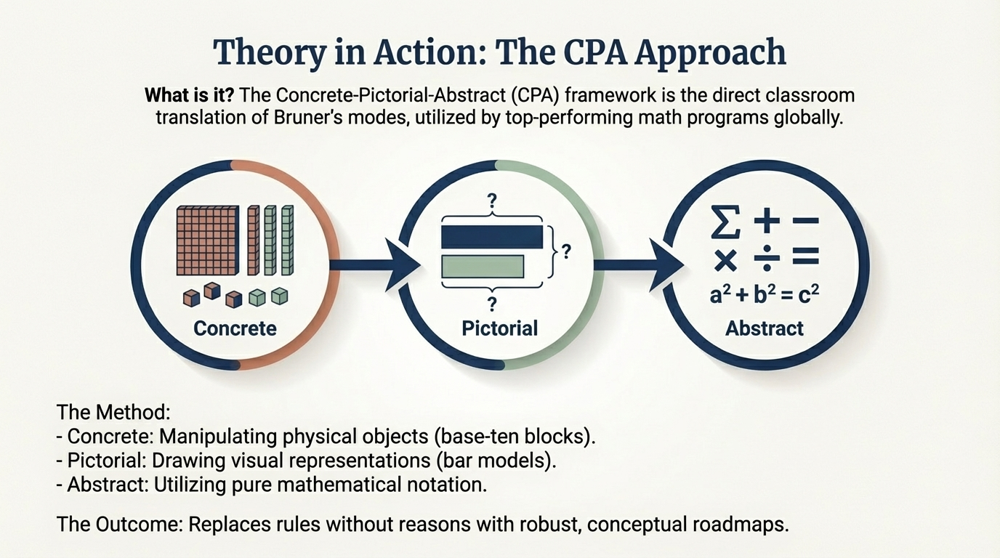 Theory in Action: The CPA Approach
What is it? The Concrete-Pictorial-Abstract (CPA) framework is the direct classroom
translation of Bruner's modes, utilized by top-performing math programs globally.
Concrete
?
?
?
Pictorial
Σ + −
× ÷ =
a² + b² = c²
Abstract
The Method:
- Concrete: Manipulating physical objects (base-ten blocks).
- Pictorial: Drawing visual representations (bar models).
- Abstract: Utilizing pure mathematical notation.
The Outcome: Replaces rules without reasons with robust, conceptual roadmaps.